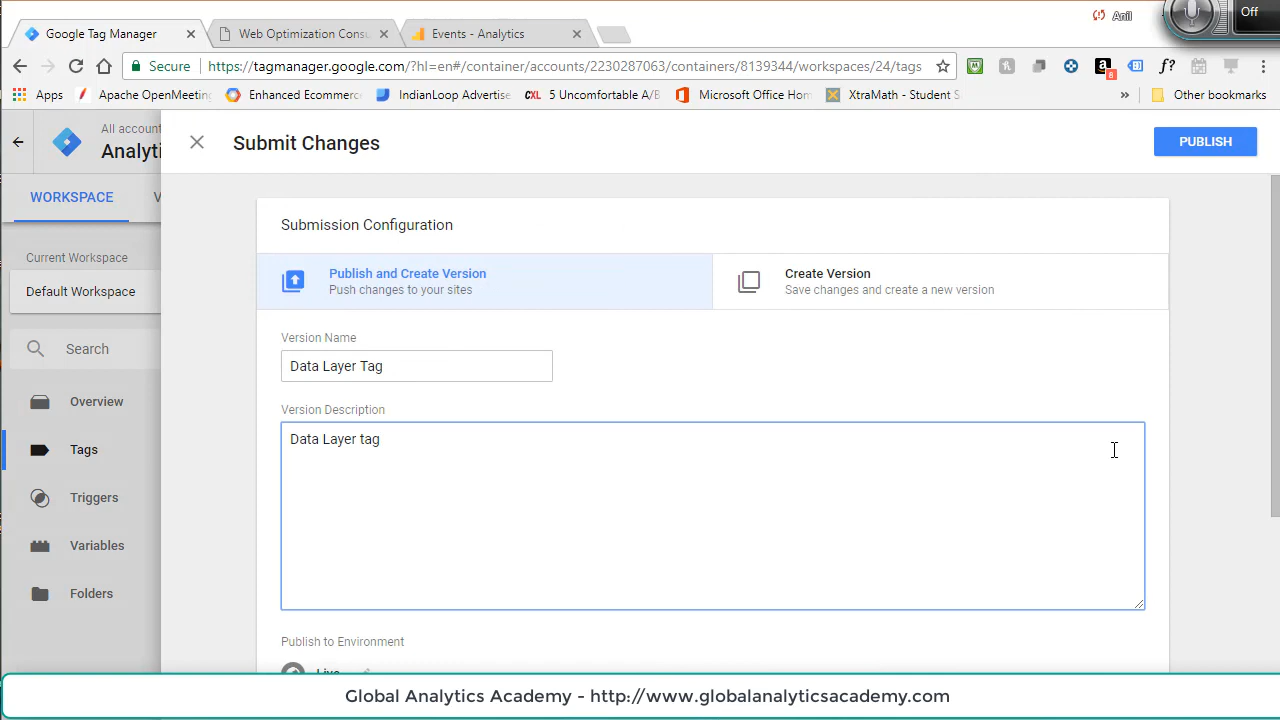 Anil
Off
Google Tag Manager
Web Optimization Consu
Events - Analytics
Secure
https://tagmanager.google.com/?hl=en#/container/accounts/2230287063/containers/8139344/workspaces/24/tags
f?
8
Apps
Apache OpenMeeting
Enhanced Ecommerc
IndianLoop Advertise
CXL
5 Uncomfortable A/B
Microsoft Office Hom
XtraMath - Student S
»
Other bookmarks
All accou
Analyti
Submit Changes
PUBLISH
WORKSPACE
V
Submission Configuration
Current Workspace
Default Workspace
Publish and Create Version
Push changes to your sites
Create Version
Save changes and create a new version
Version Name
Data Layer Tag
Search
Overview
Tags
Triggers
Variables
Folders
Version Description
Data Layer tag
Publish to Environment
Live
Global Analytics Academy - http://www.globalanalyticsacademy.com